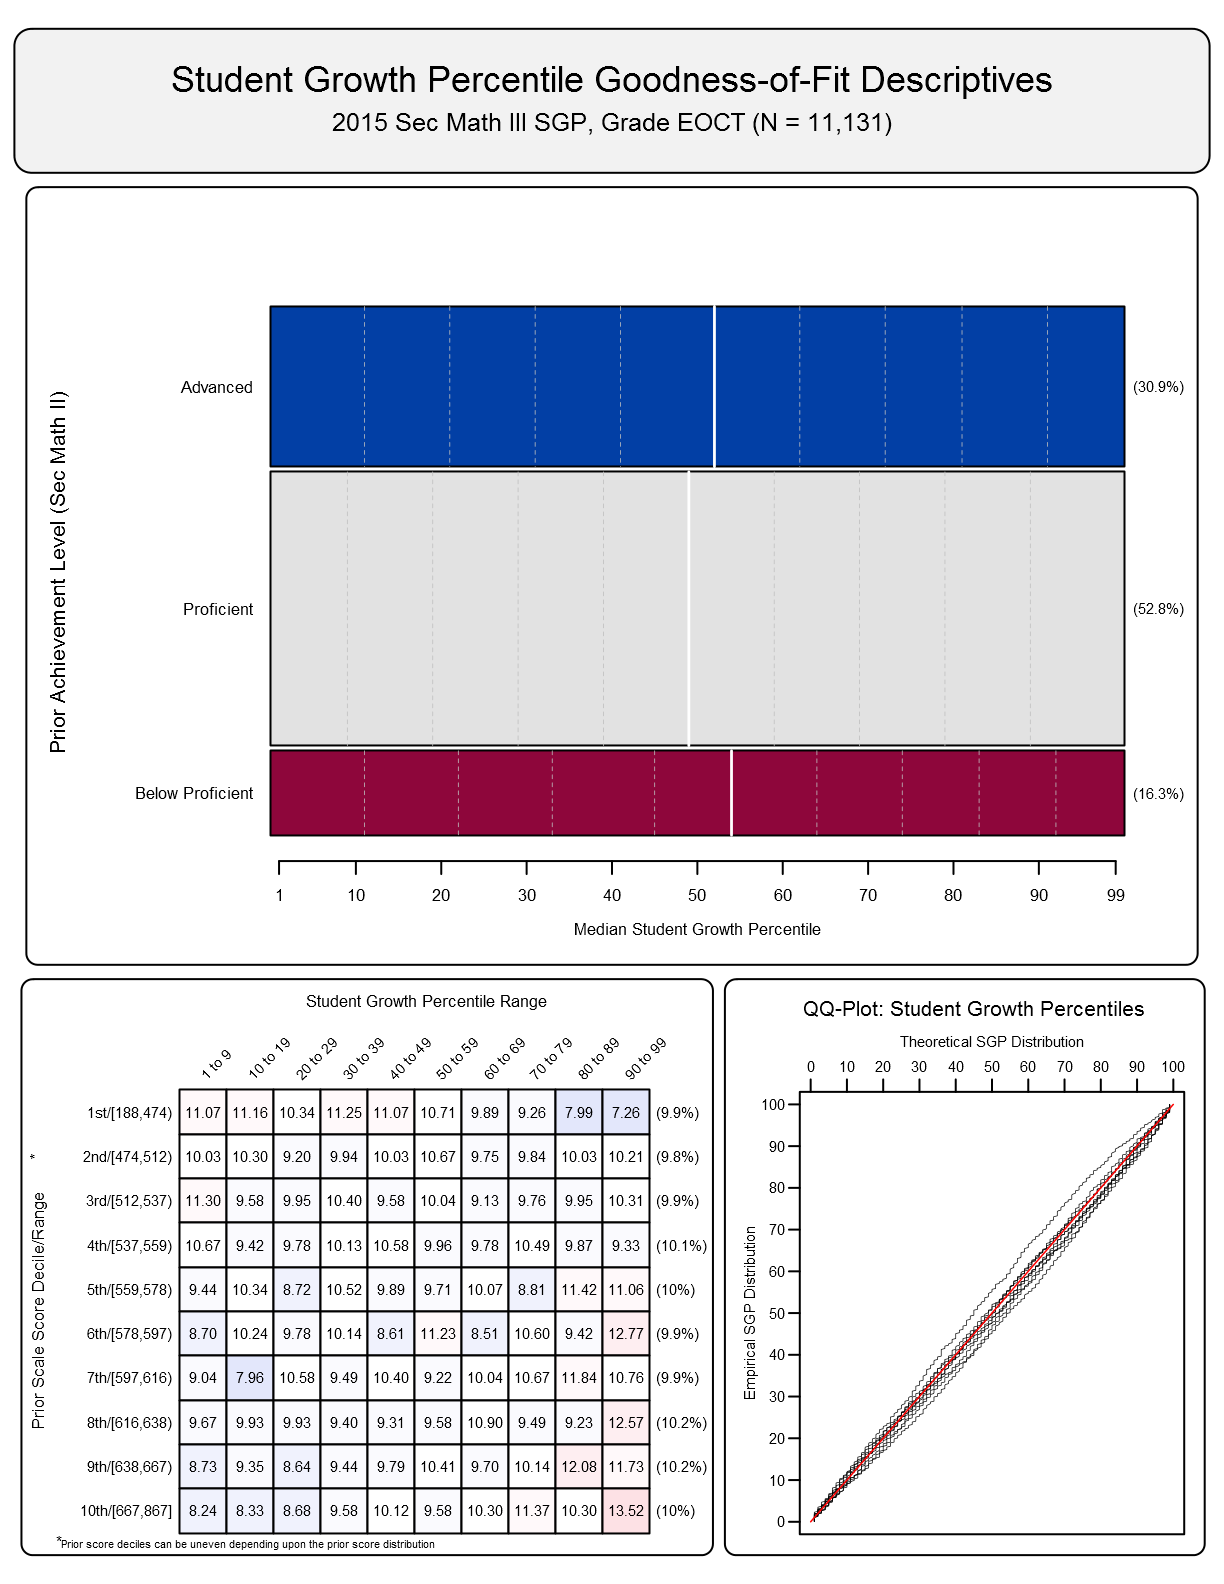 Student Growth Percentile Goodness-of-Fit Descriptives
2015 Sec Math III SGP, Grade EOCT (N = 11,131)
Prior Achievement Level (Sec Math II)
Advanced
(30.9%)
Proficient
(52.8%)
Below Proficient
(16.3%)
1 10 20 30 40 50 60 70 80 90 99
Median Student Growth Percentile
Student Growth Percentile Range
1 to 9 10 to 19 20 to 29 30 to 39 40 to 49 50 to 59 60 to 69 70 to 79 80 to 89 90 to 99
Prior Scale Score Decile/Range *
1st/[188,474) 11.07 11.16 10.34 11.25 11.07 10.71 9.89 9.26 7.99 7.26 (9.9%)
2nd/[474,512) 10.03 10.30 9.20 9.94 10.03 10.67 9.75 9.84 10.03 10.21 (9.8%)
3rd/[512,537) 11.30 9.58 9.95 10.40 9.58 10.04 9.13 9.76 9.95 10.31 (9.9%)
4th/[537,559) 10.67 9.42 9.78 10.13 10.58 9.96 9.78 10.49 9.87 9.33 (10.1%)
5th/[559,578) 9.44 10.34 8.72 10.52 9.89 9.71 10.07 8.81 11.42 11.06 (10%)
6th/[578,597) 8.70 10.24 9.78 10.14 8.61 11.23 8.51 10.60 9.42 12.77 (9.9%)
7th/[597,616) 9.04 7.96 10.58 9.49 10.40 9.22 10.04 10.67 11.84 10.76 (9.9%)
8th/[616,638) 9.67 9.93 9.93 9.40 9.31 9.58 10.90 9.49 9.23 12.57 (10.2%)
9th/[638,667) 8.73 9.35 8.64 9.44 9.79 10.41 9.70 10.14 12.08 11.73 (10.2%)
10th/[667,867] 8.24 8.33 8.68 9.58 10.12 9.58 10.30 11.37 10.30 13.52 (10%)
*Prior score deciles can be uneven depending upon the prior score distribution
QQ-Plot: Student Growth Percentiles
Theoretical SGP Distribution
0 10 20 30 40 50 60 70 80 90 100
Empirical SGP Distribution
100
90
80
70
60
50
40
30
20
10
0